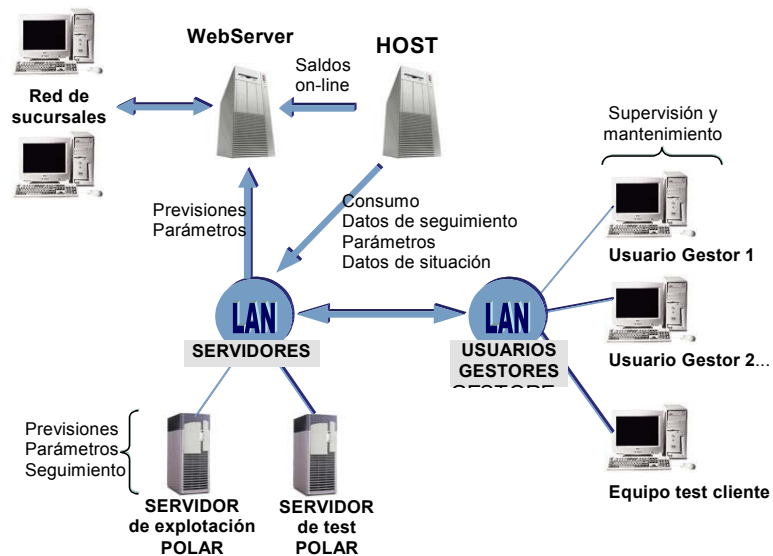 WebServer
HOST
Saldos
on-line
Red de
sucursales
Supervisión y
mantenimiento
Previsiones
Parámetros
Consumo
Datos de seguimiento
Parámetros
Datos de situación
Usuario Gestor 1
LAN
SERVIDORES
LAN
USUARIOS
GESTORES
GESTORE
Usuario Gestor 2...
Previsiones
Parámetros
Seguimiento
Equipo test cliente
SERVIDOR
de explotación
POLAR
SERVIDOR
de test
POLAR